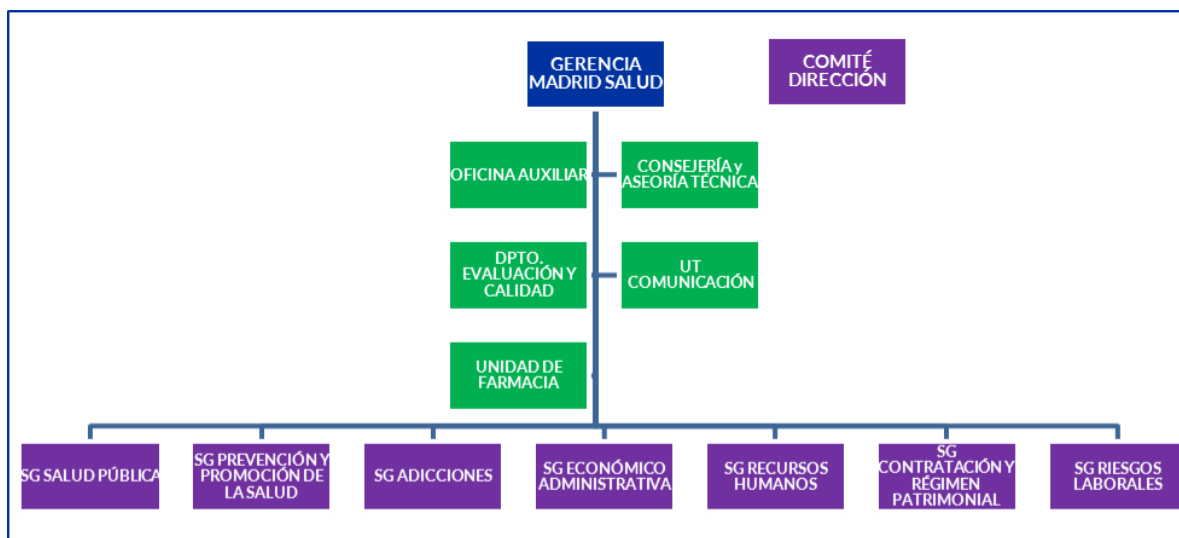 GERENCIA
MADRID SALUD
COMITÉ
DIRECCIÓN
OFICINA AUXILIAR
CONSEJERÍA y
ASEORÍA TÉCNICA
DPTO.
EVALUACIÓN Y
CALIDAD
UT
COMUNICACIÓN
UNIDAD DE
FARMACIA
SG SALUD PÚBLICA
SG PREVENCIÓN Y
PROMOCIÓN DE
LA SALUD
SG ADICCIONES
SG ECONÓMICO
ADMINISTRATIVA
SG RECURSOS
HUMANOS
SG
CONTRATACIÓN Y
RÉGIMEN
PATRIMONIAL
SG RIESGOS
LABORALES